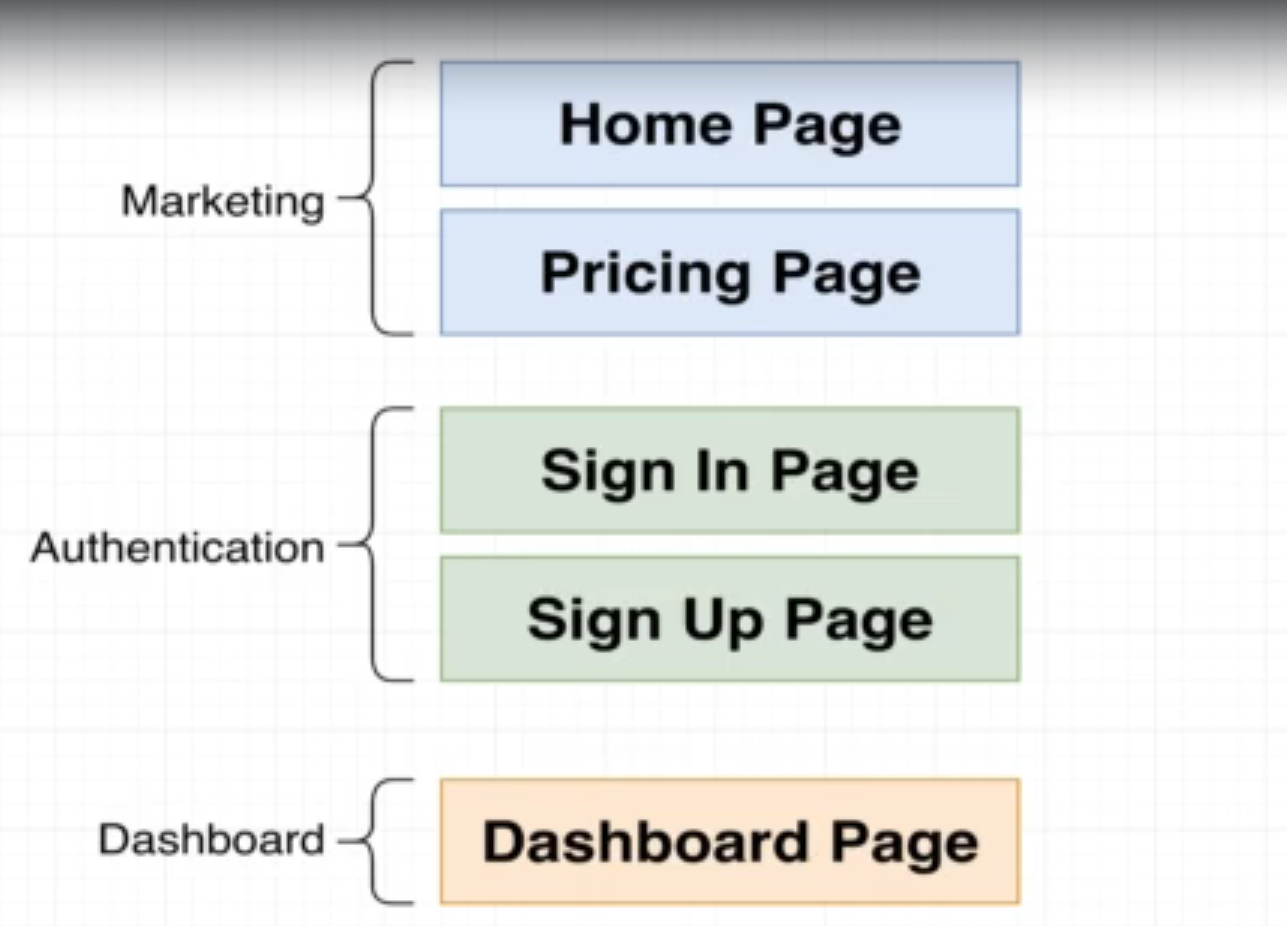 Home Page
Marketing
Pricing Page
Sign In Page
Authentication
Sign Up Page
Dashboard
Dashboard Page